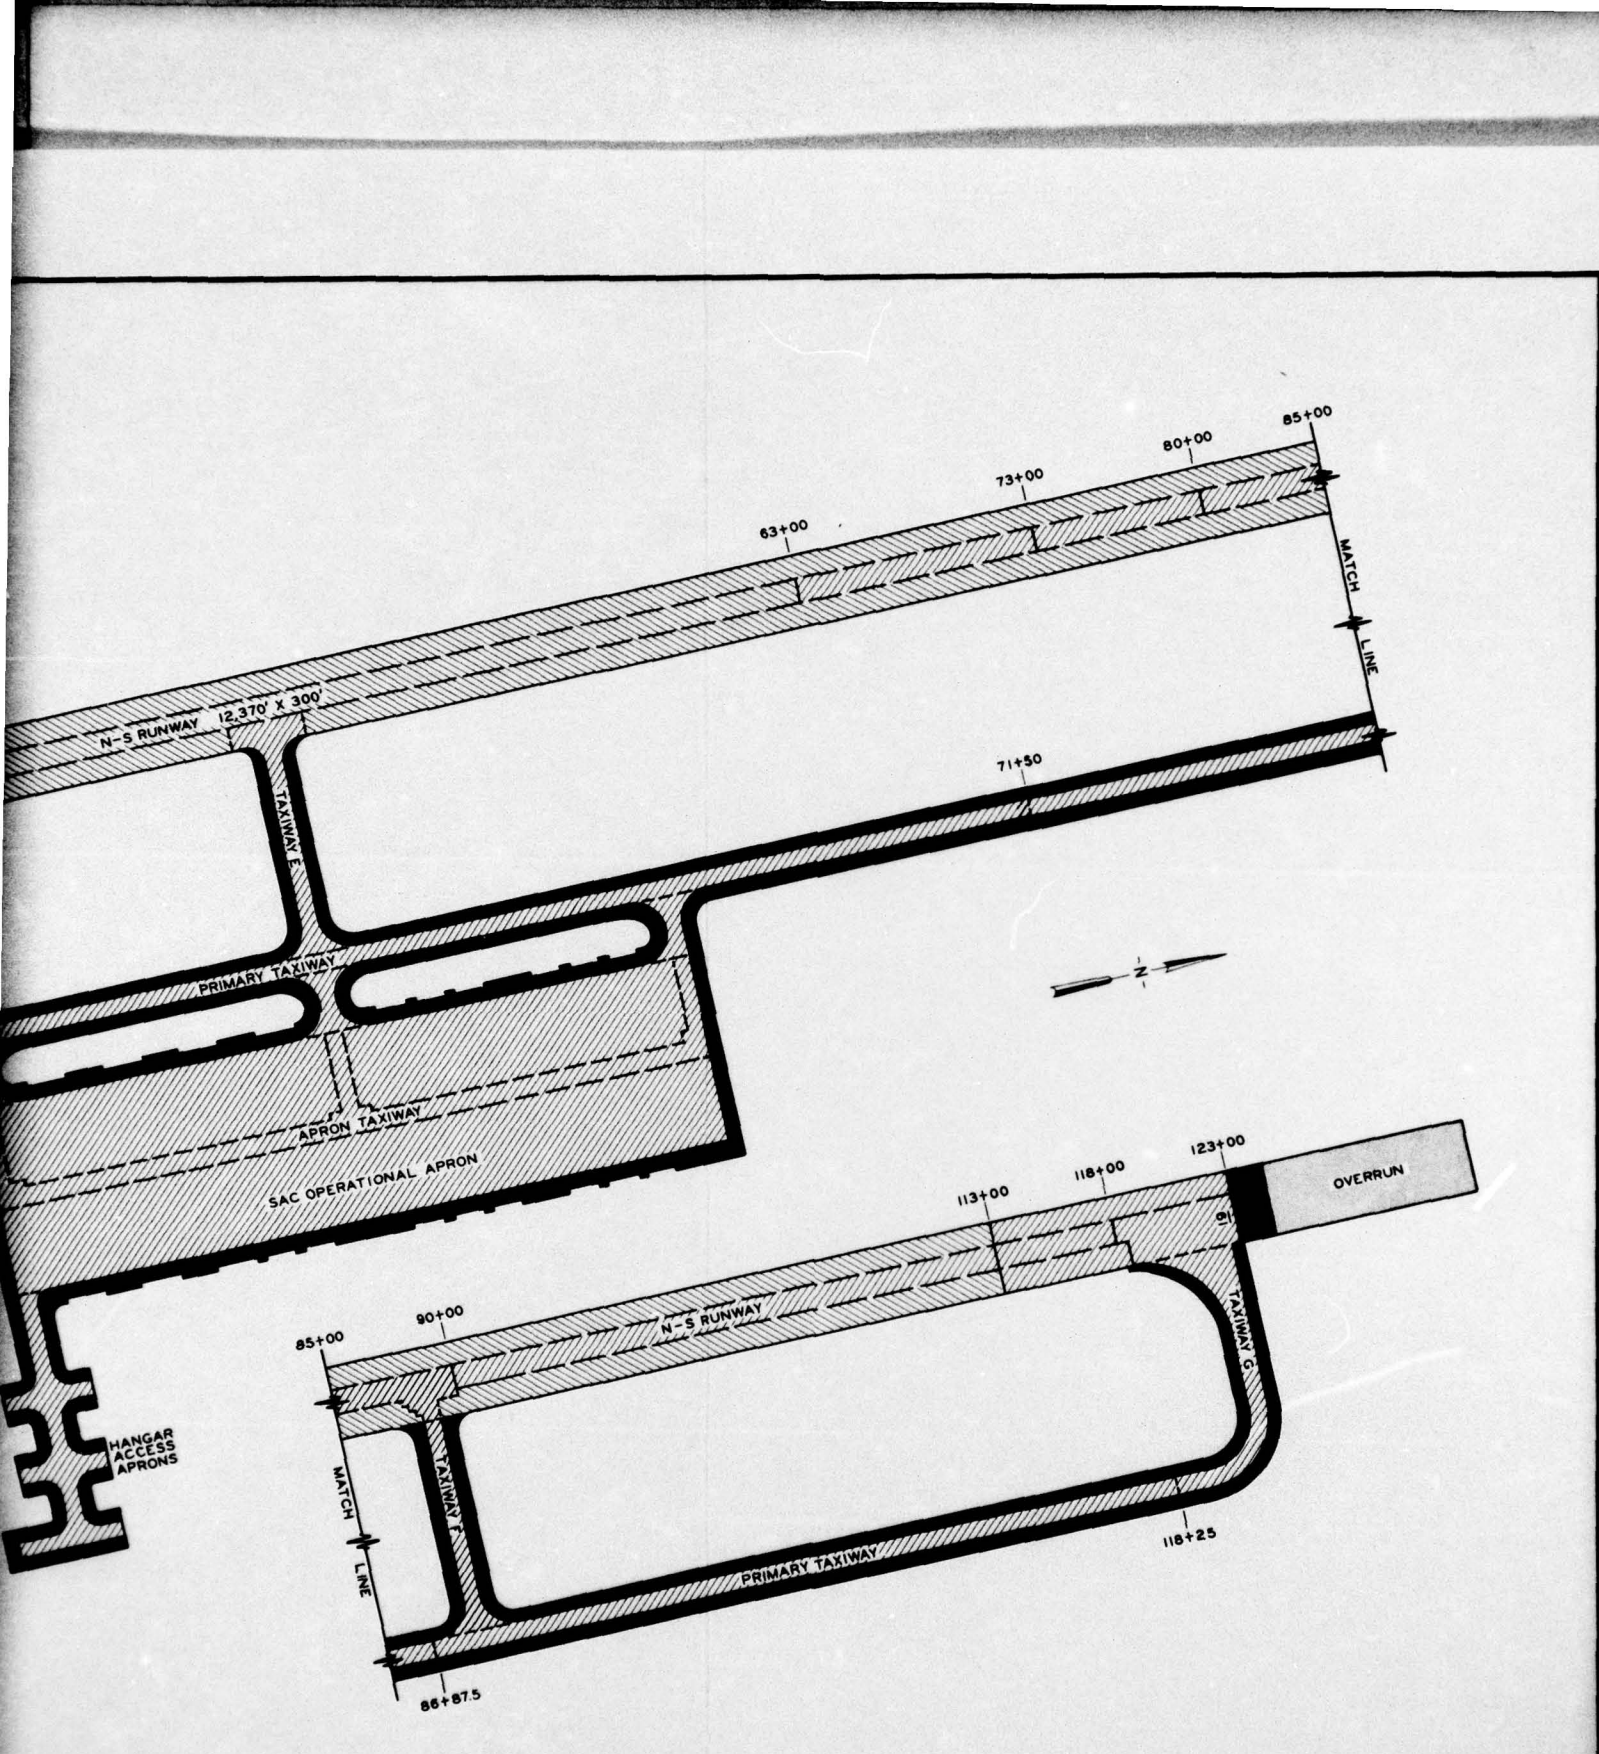 85+00
80+00
73+00
63+00
MATCH
LINE
N-S RUNWAY 12,370' X 300'
TAXIWAY E
71+50
PRIMARY TAXIWAY
N
APRON TAXIWAY
SAC OPERATIONAL APRON
123+00
118+00
113+00
OVERRUN
19
90+00
85+00
N-S RUNWAY
TAXIWAY G
HANGAR
ACCESS
APRONS
MATCH
LINE
TAXIWAY F
PRIMARY TAXIWAY
118+25
86+87.5